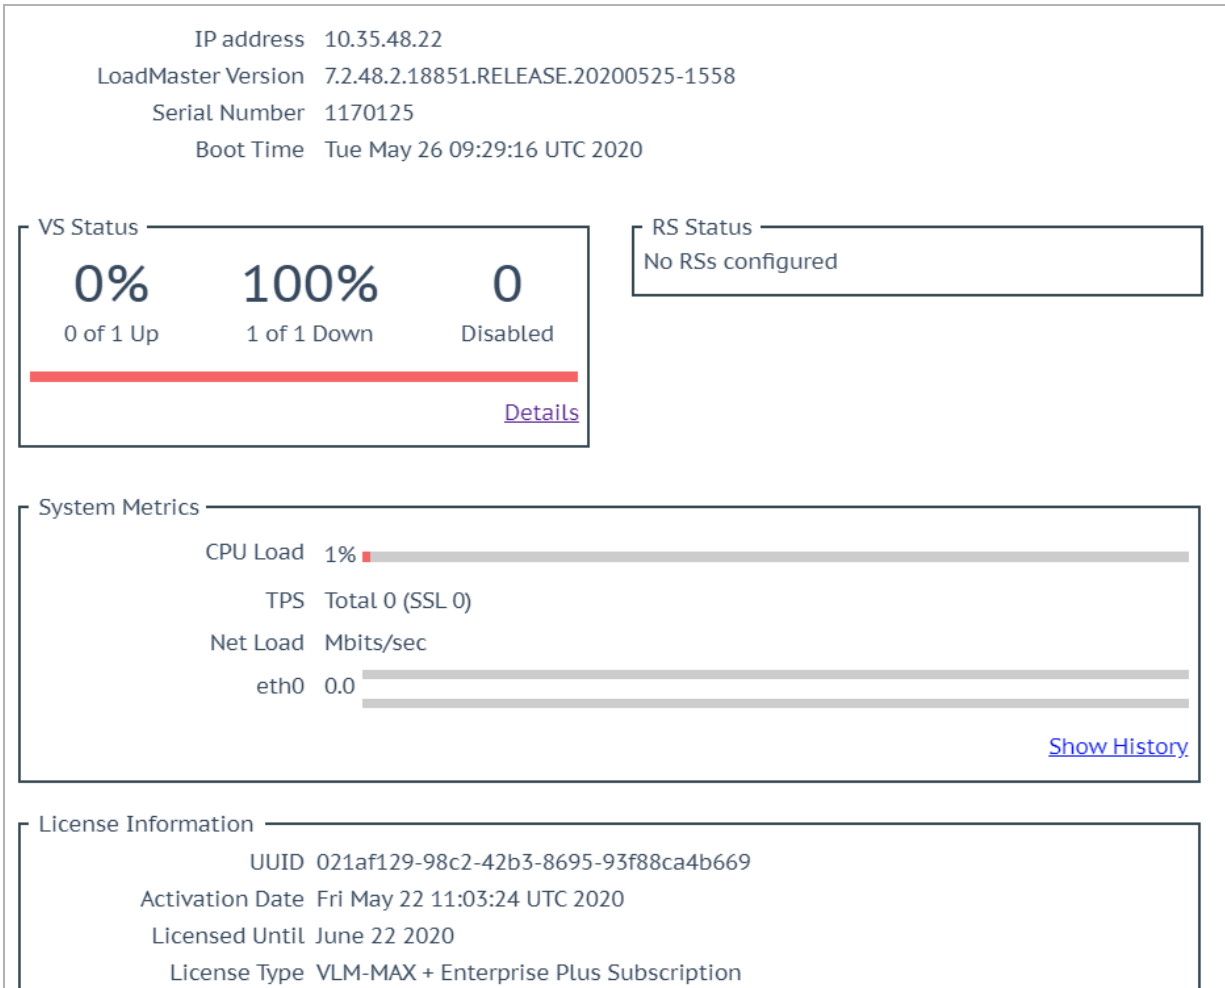 IP address 10.35.48.22
LoadMaster Version 7.2.48.2.18851.RELEASE.20200525-1558
Serial Number 1170125
Boot Time Tue May 26 09:29:16 UTC 2020
VS Status
0% 100% 0
0 of 1 Up 1 of 1 Down Disabled
Details
RS Status
No RSs configured
System Metrics
CPU Load 1%
TPS Total 0 (SSL 0)
Net Load Mbits/sec
eth0 0.0
Show History
License Information
UUID 021af129-98c2-42b3-8695-93f88ca4b669
Activation Date Fri May 22 11:03:24 UTC 2020
Licensed Until June 22 2020
License Type VLM-MAX + Enterprise Plus Subscription